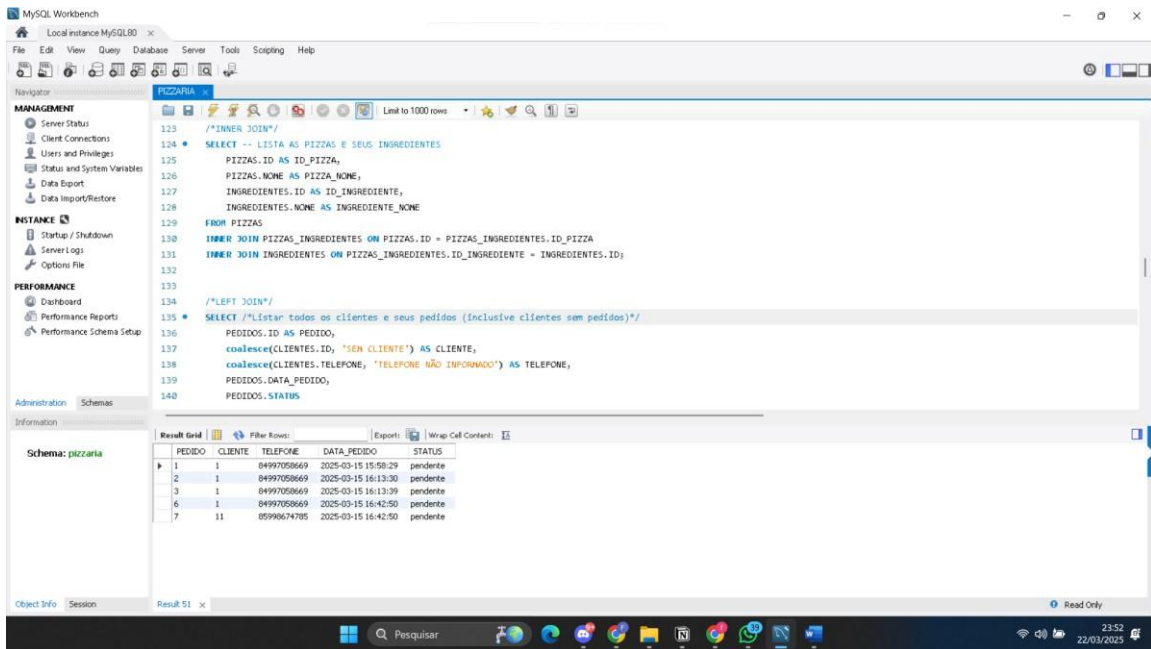 MySQL Workbench
Local instance MySQL80 ×
File Edit View Query Database Server Tools Scripting Help
Navigator
PIZZARIA ×
MANAGEMENT
Server Status
Client Connections
Users and Privileges
Status and System Variables
Data Export
Data Import/Restore
INSTANCE
Startup / Shutdown
Server Logs
Options File
PERFORMANCE
Dashboard
Performance Reports
Performance Schema Setup
Administration Schemas
Information
Schema: pizzaria
Object Info Session
Limit to 1000 rows
123 /*INNER JOIN*/
124 SELECT -- LISTA AS PIZZAS E SEUS INGREDIENTES
125 PIZZAS.ID AS ID_PIZZA,
126 PIZZAS.NOME AS PIZZA_NOME,
127 INGREDIENTES.ID AS ID_INGREDIENTE,
128 INGREDIENTES.NOME AS INGREDIENTE_NOME
129 FROM PIZZAS
130 INNER JOIN PIZZAS_INGREDIENTES ON PIZZAS.ID = PIZZAS_INGREDIENTES.ID_PIZZA
131 INNER JOIN INGREDIENTES ON PIZZAS_INGREDIENTES.ID_INGREDIENTE = INGREDIENTES.ID;
132
133
134 /*LEFT JOIN*/
135 SELECT /*Listar todos os clientes e seus pedidos (inclusive clientes sem pedidos)*/
136 PEDIDOS.ID AS PEDIDO,
137 coalesce(CLIENTES.ID, 'SEM CLIENTE') AS CLIENTE,
138 coalesce(CLIENTES.TELEFONE, 'TELEFONE NÃO INFORMADO') AS TELEFONE,
139 PEDIDOS.DATA_PEDIDO,
140 PEDIDOS.STATUS
Result Grid Filter Rows: Export: Wrap Cell Content:
PEDIDO CLIENTE TELEFONE DATA_PEDIDO STATUS
1 1 84997058669 2025-03-15 15:58:29 pendente
2 1 84997058669 2025-03-15 16:13:30 pendente
3 1 84997058669 2025-03-15 16:13:39 pendente
6 1 84997058669 2025-03-15 16:42:50 pendente
7 11 85998674785 2025-03-15 16:42:50 pendente
Result 51 ×
Read Only
Pesquisar
39
23:52
22/03/2025